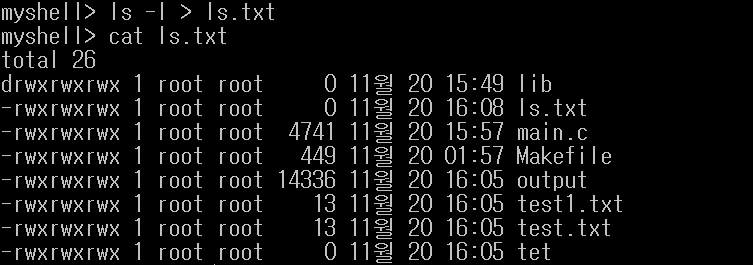 myshell> ls -l > ls.txt
myshell> cat ls.txt
total 26
drwxrwxrwx 1 root root     0 11월 20 15:49 lib
-rwxrwxrwx 1 root root     0 11월 20 16:08 ls.txt
-rwxrwxrwx 1 root root  4741 11월 20 15:57 main.c
-rwxrwxrwx 1 root root   449 11월 20 01:57 Makefile
-rwxrwxrwx 1 root root 14336 11월 20 16:05 output
-rwxrwxrwx 1 root root    13 11월 20 16:05 test1.txt
-rwxrwxrwx 1 root root    13 11월 20 16:05 test.txt
-rwxrwxrwx 1 root root     0 11월 20 16:05 tet